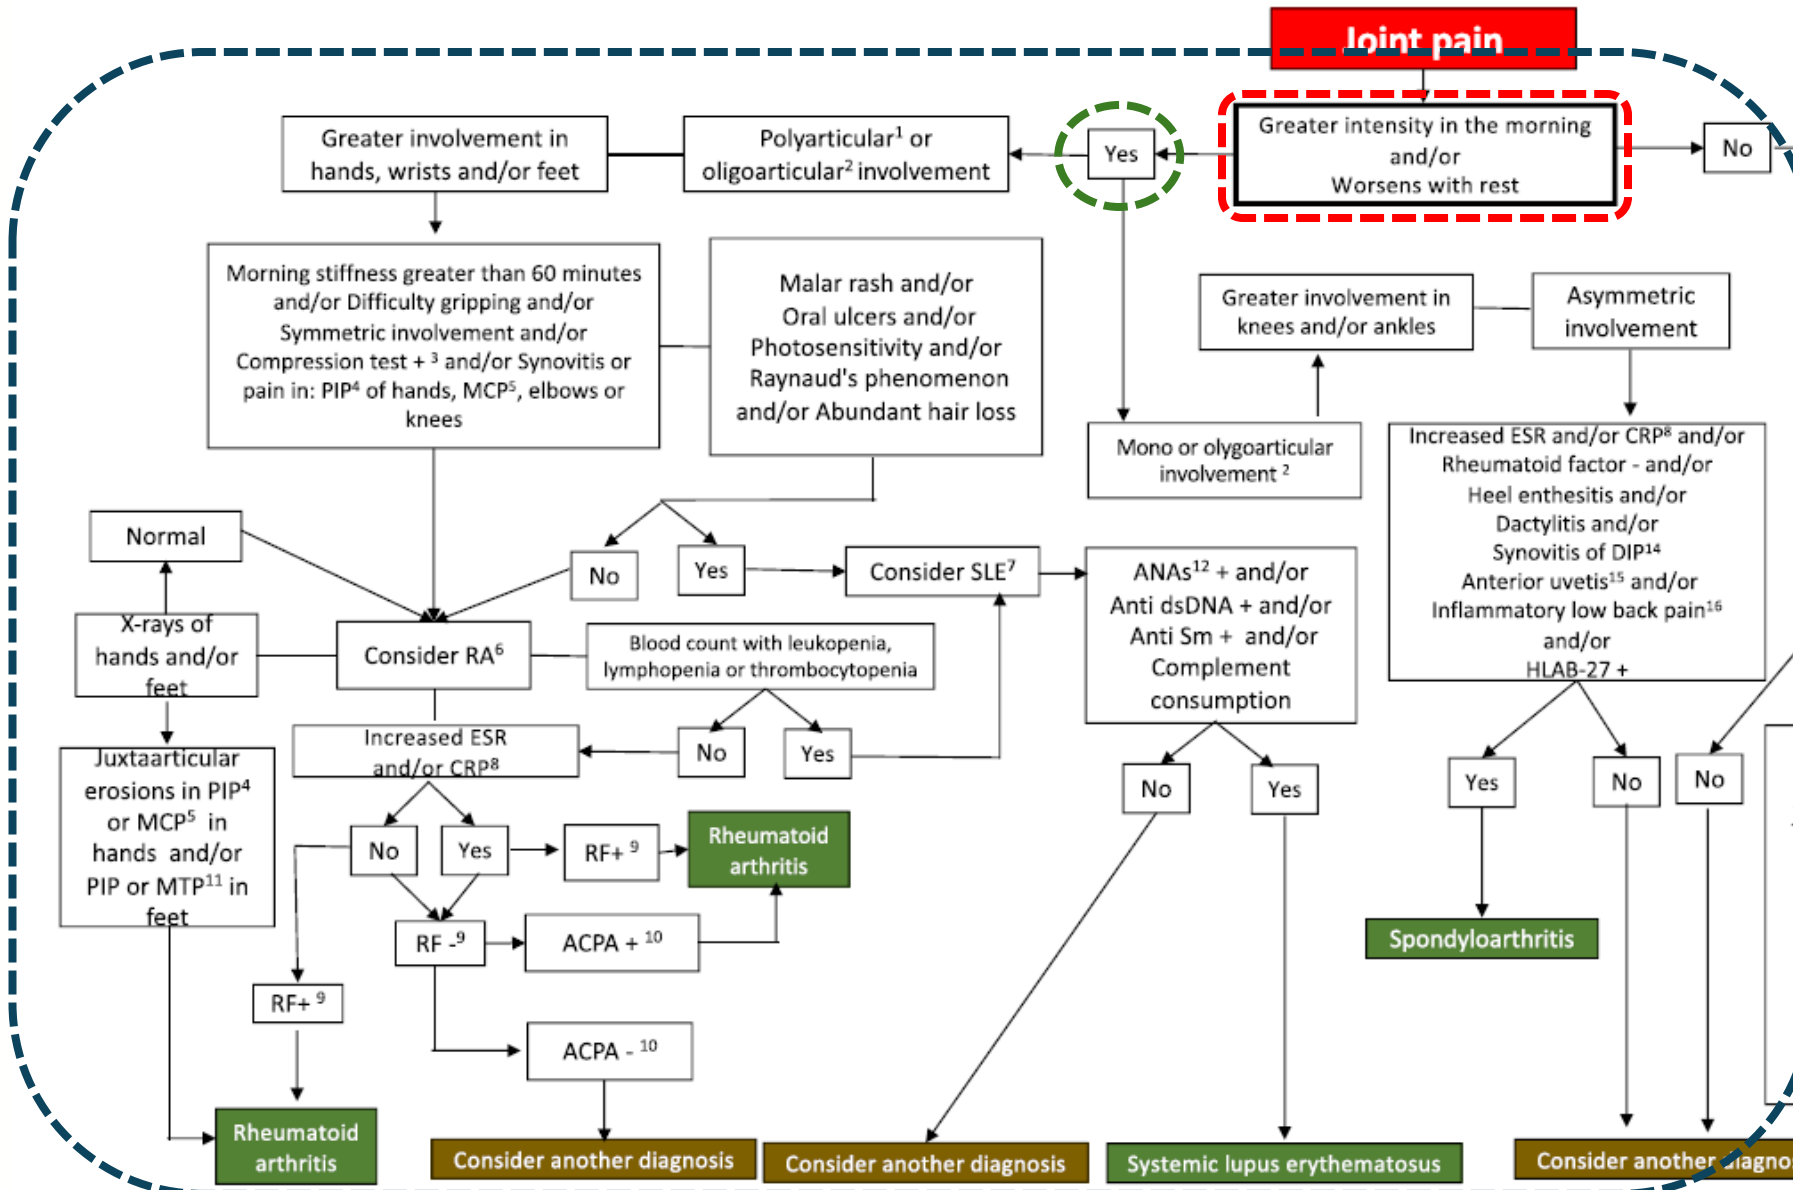 Joint pain
Greater intensity in the morning
and/or
Worsens with rest
No
Yes
Polyarticular¹ or
oligoarticular² involvement
Greater involvement in
hands, wrists and/or feet
Morning stiffness greater than 60 minutes
and/or Difficulty gripping and/or
Symmetric involvement and/or
Compression test + ³ and/or Synovitis or
pain in: PIP⁴ of hands, MCP⁵, elbows or
knees
Malar rash and/or
Oral ulcers and/or
Photosensitivity and/or
Raynaud's phenomenon
and/or Abundant hair loss
Greater involvement in
knees and/or ankles
Asymmetric
involvement
Mono or olygoarticular
involvement ²
Increased ESR and/or CRP⁸ and/or
Rheumatoid factor - and/or
Heel enthesitis and/or
Dactylitis and/or
Synovitis of DIP¹⁴
Anterior uvetis¹⁵ and/or
Inflammatory low back pain¹⁶
and/or
HLAB-27 +
Normal
No
Yes
Consider SLE⁷
ANAs¹² + and/or
Anti dsDNA + and/or
Anti Sm + and/or
Complement
consumption
X-rays of
hands and/or
feet
Consider RA⁶
Blood count with leukopenia,
lymphopenia or thrombocytopenia
Increased ESR
and/or CRP⁸
No
Yes
Juxtaarticular
erosions in PIP⁴
or MCP⁵ in
hands and/or
PIP or MTP¹¹ in
feet
No
Yes
Yes
No
No
No
Yes
RF+ ⁹
Rheumatoid
arthritis
RF -⁹
ACPA + ¹⁰
Spondyloarthritis
RF+ ⁹
ACPA - ¹⁰
Rheumatoid
arthritis
Consider another diagnosis
Consider another diagnosis
Systemic lupus erythematosus
Consider another diagnos